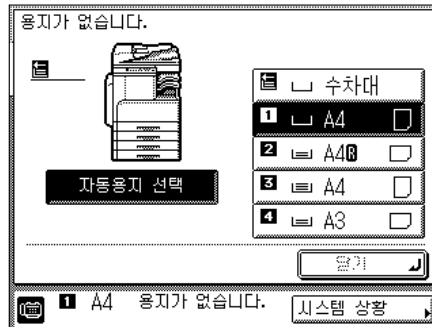 용지가 없습니다.
수차대
1 A4
2 A4R
3 A4
4 A3
자동용지 선택
닫기
1 A4 용지가 없습니다.
시스템 상황